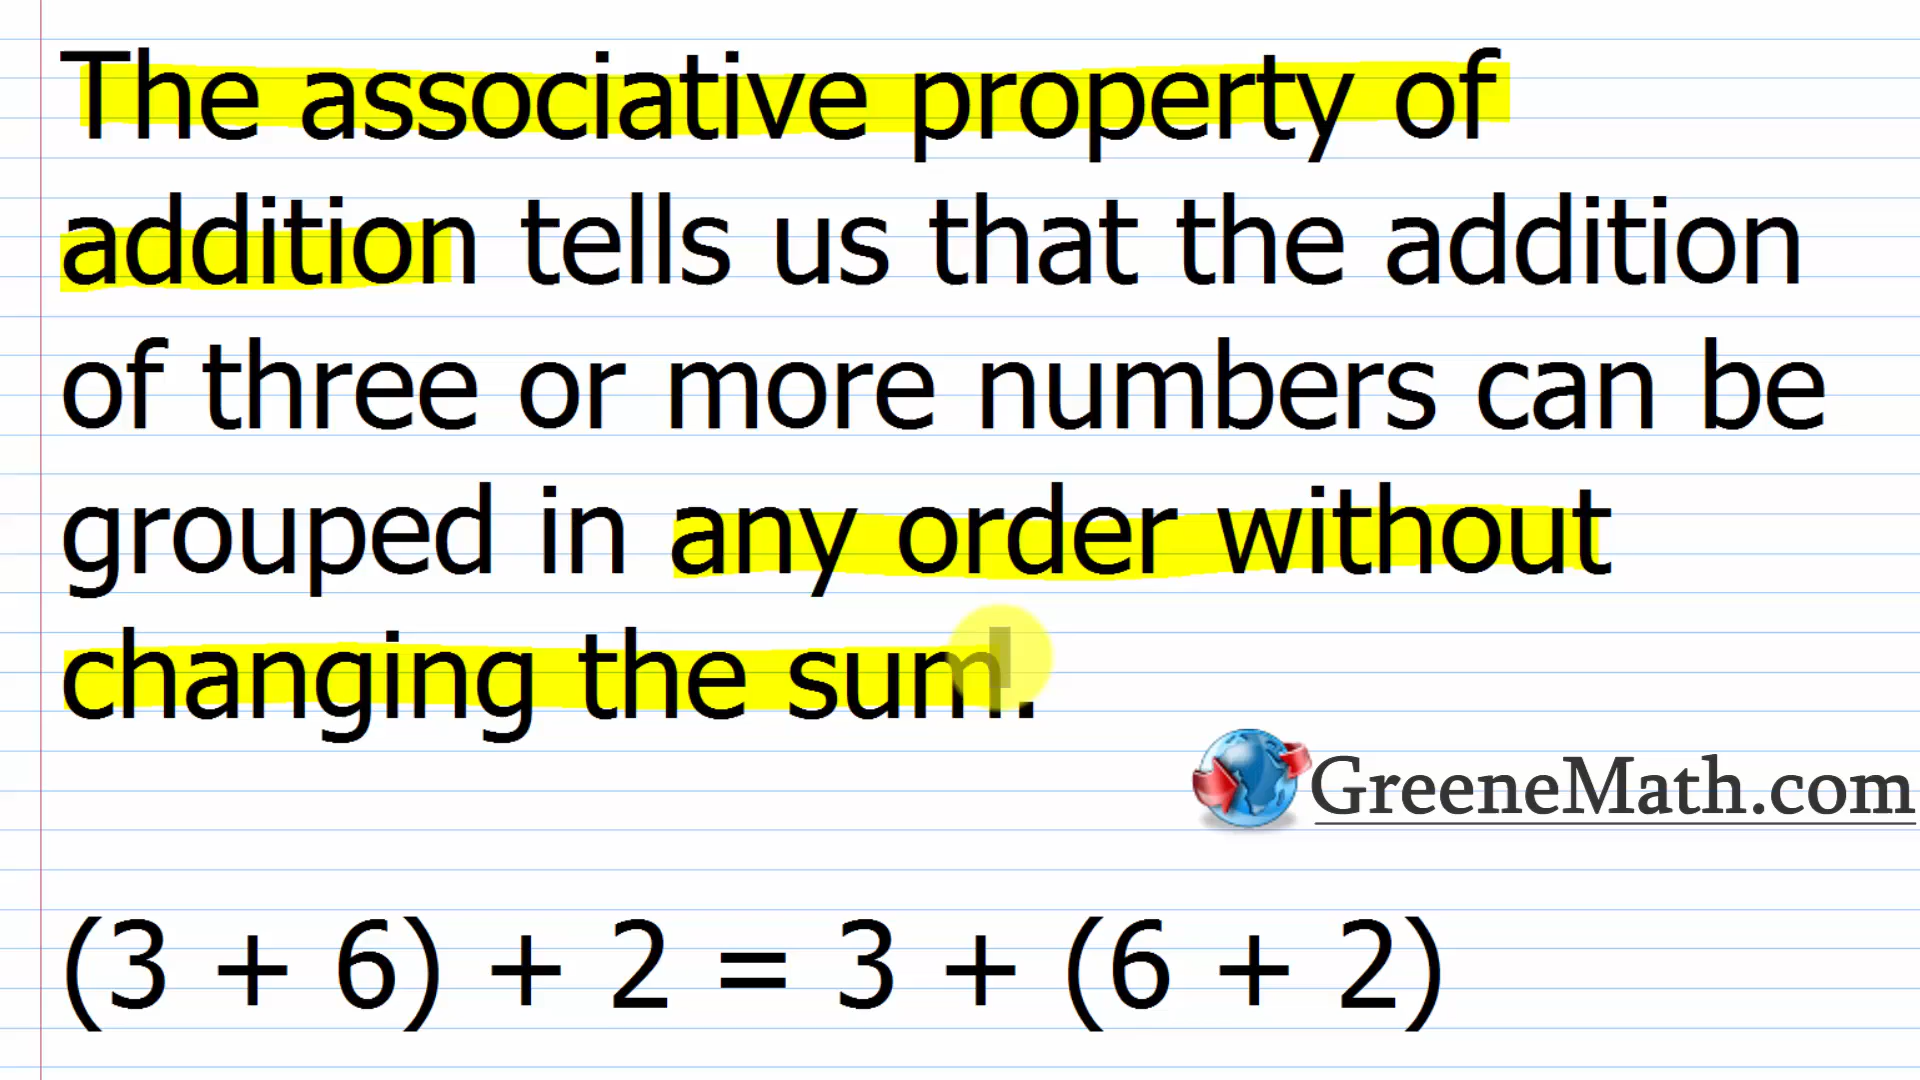 The associative property of
addition tells us that the addition
of three or more numbers can be
grouped in any order without
changing the sum.
GreeneMath.com
(3 + 6) + 2 = 3 + (6 + 2)